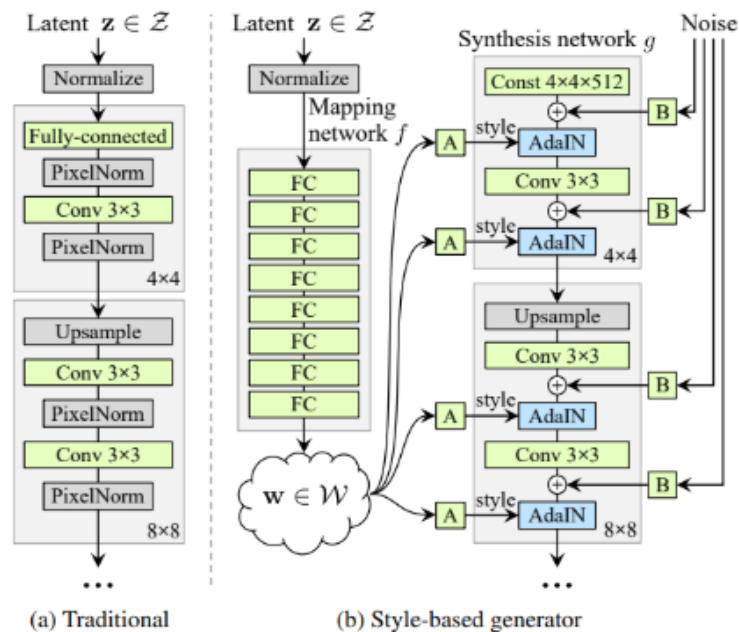 Latent z ∈ Z
Normalize
Fully-connected
PixelNorm
Conv 3×3
PixelNorm
4×4
Upsample
Conv 3×3
PixelNorm
Conv 3×3
PixelNorm
8×8
...
(a) Traditional
Latent z ∈ Z
Normalize
Mapping
network f
FC
FC
FC
FC
FC
FC
FC
FC
w ∈ W
A
style
A
style
A
style
A
style
Synthesis network g
Const 4×4×512
+
AdaIN
Conv 3×3
+
AdaIN
4×4
Upsample
Conv 3×3
+
AdaIN
Conv 3×3
+
AdaIN
8×8
...
Noise
B
B
B
B
(b) Style-based generator